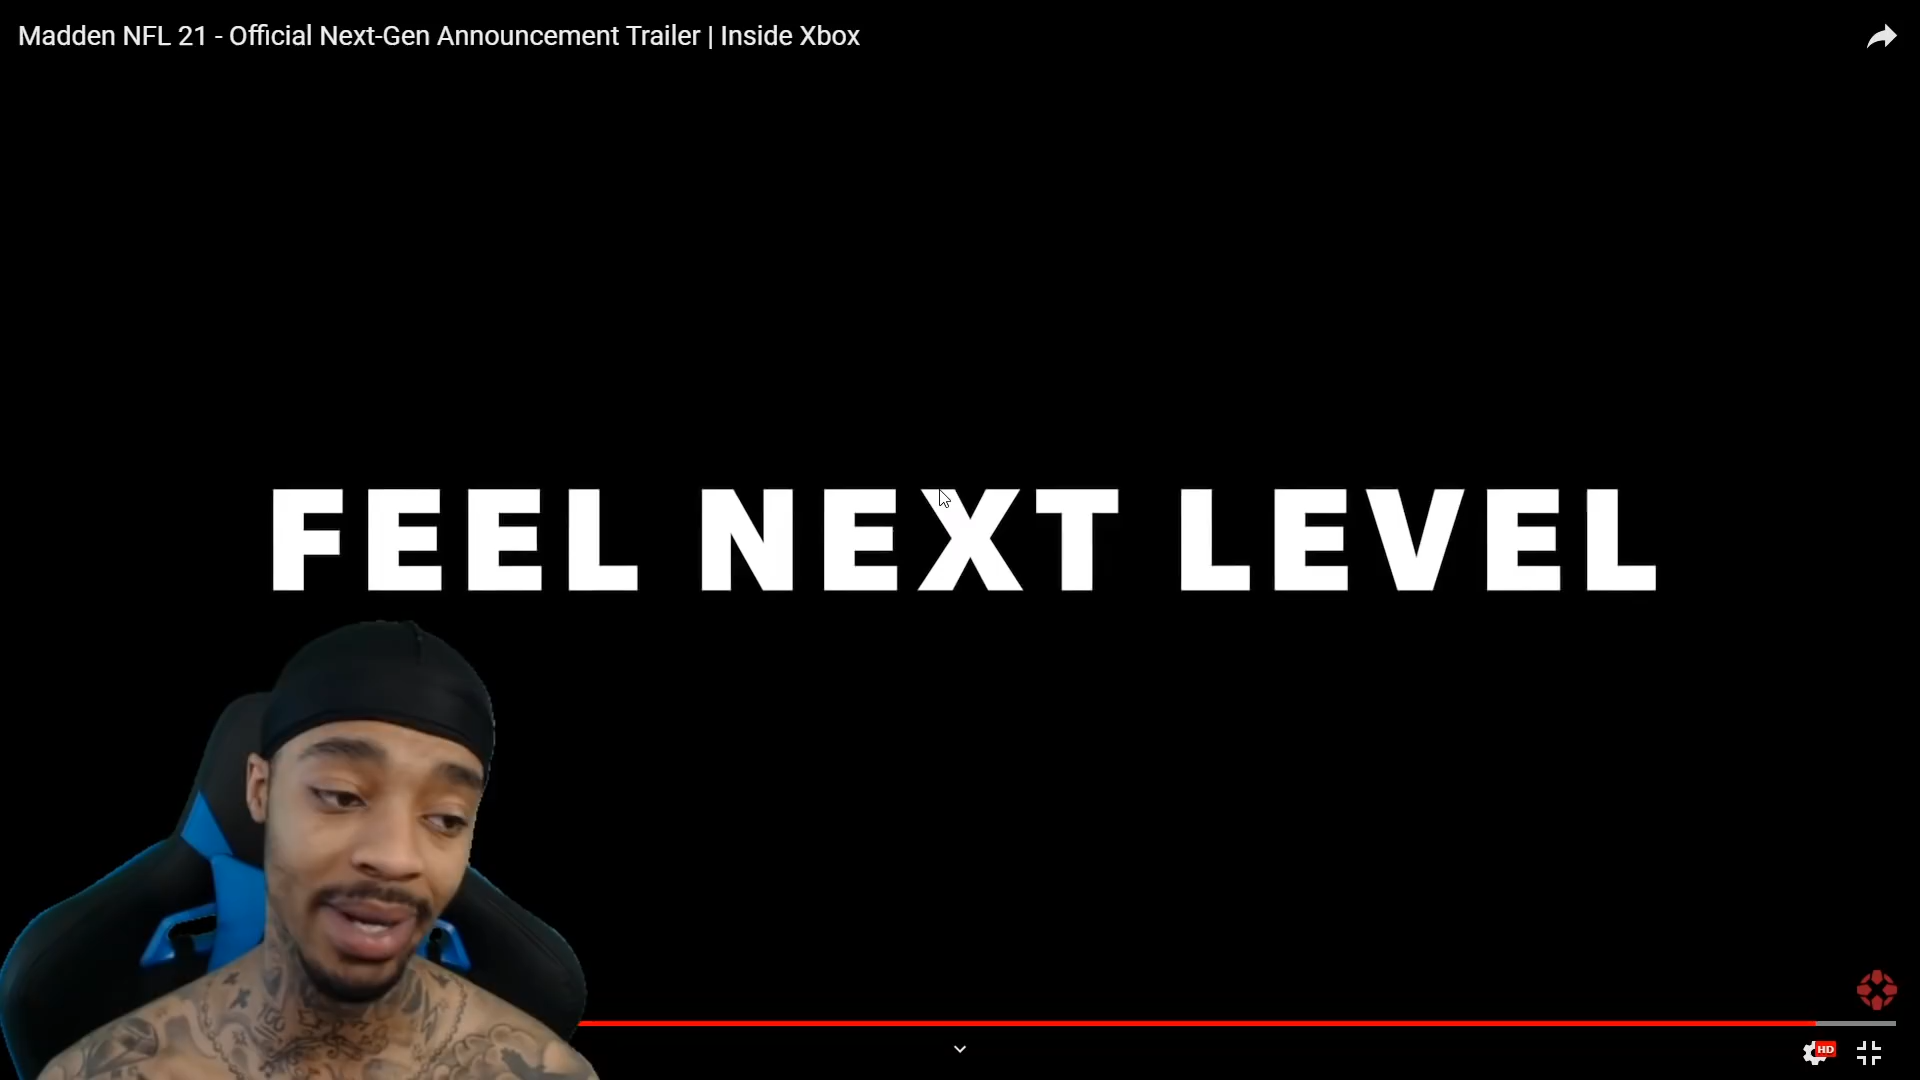 Madden NFL 21 - Official Next-Gen Announcement Trailer | Inside Xbox
FEEL NEXT LEVEL
HD